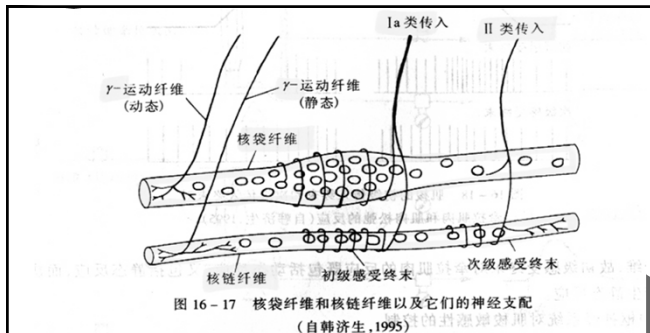 Ia类传入
II类传入
γ-运动纤维
(动态)
γ-运动纤维
(静态)
核袋纤维
核链纤维
初级感受终末
次级感受终末
图 16-17 核袋纤维和核链纤维以及它们的神经支配
(自韩济生,1995)